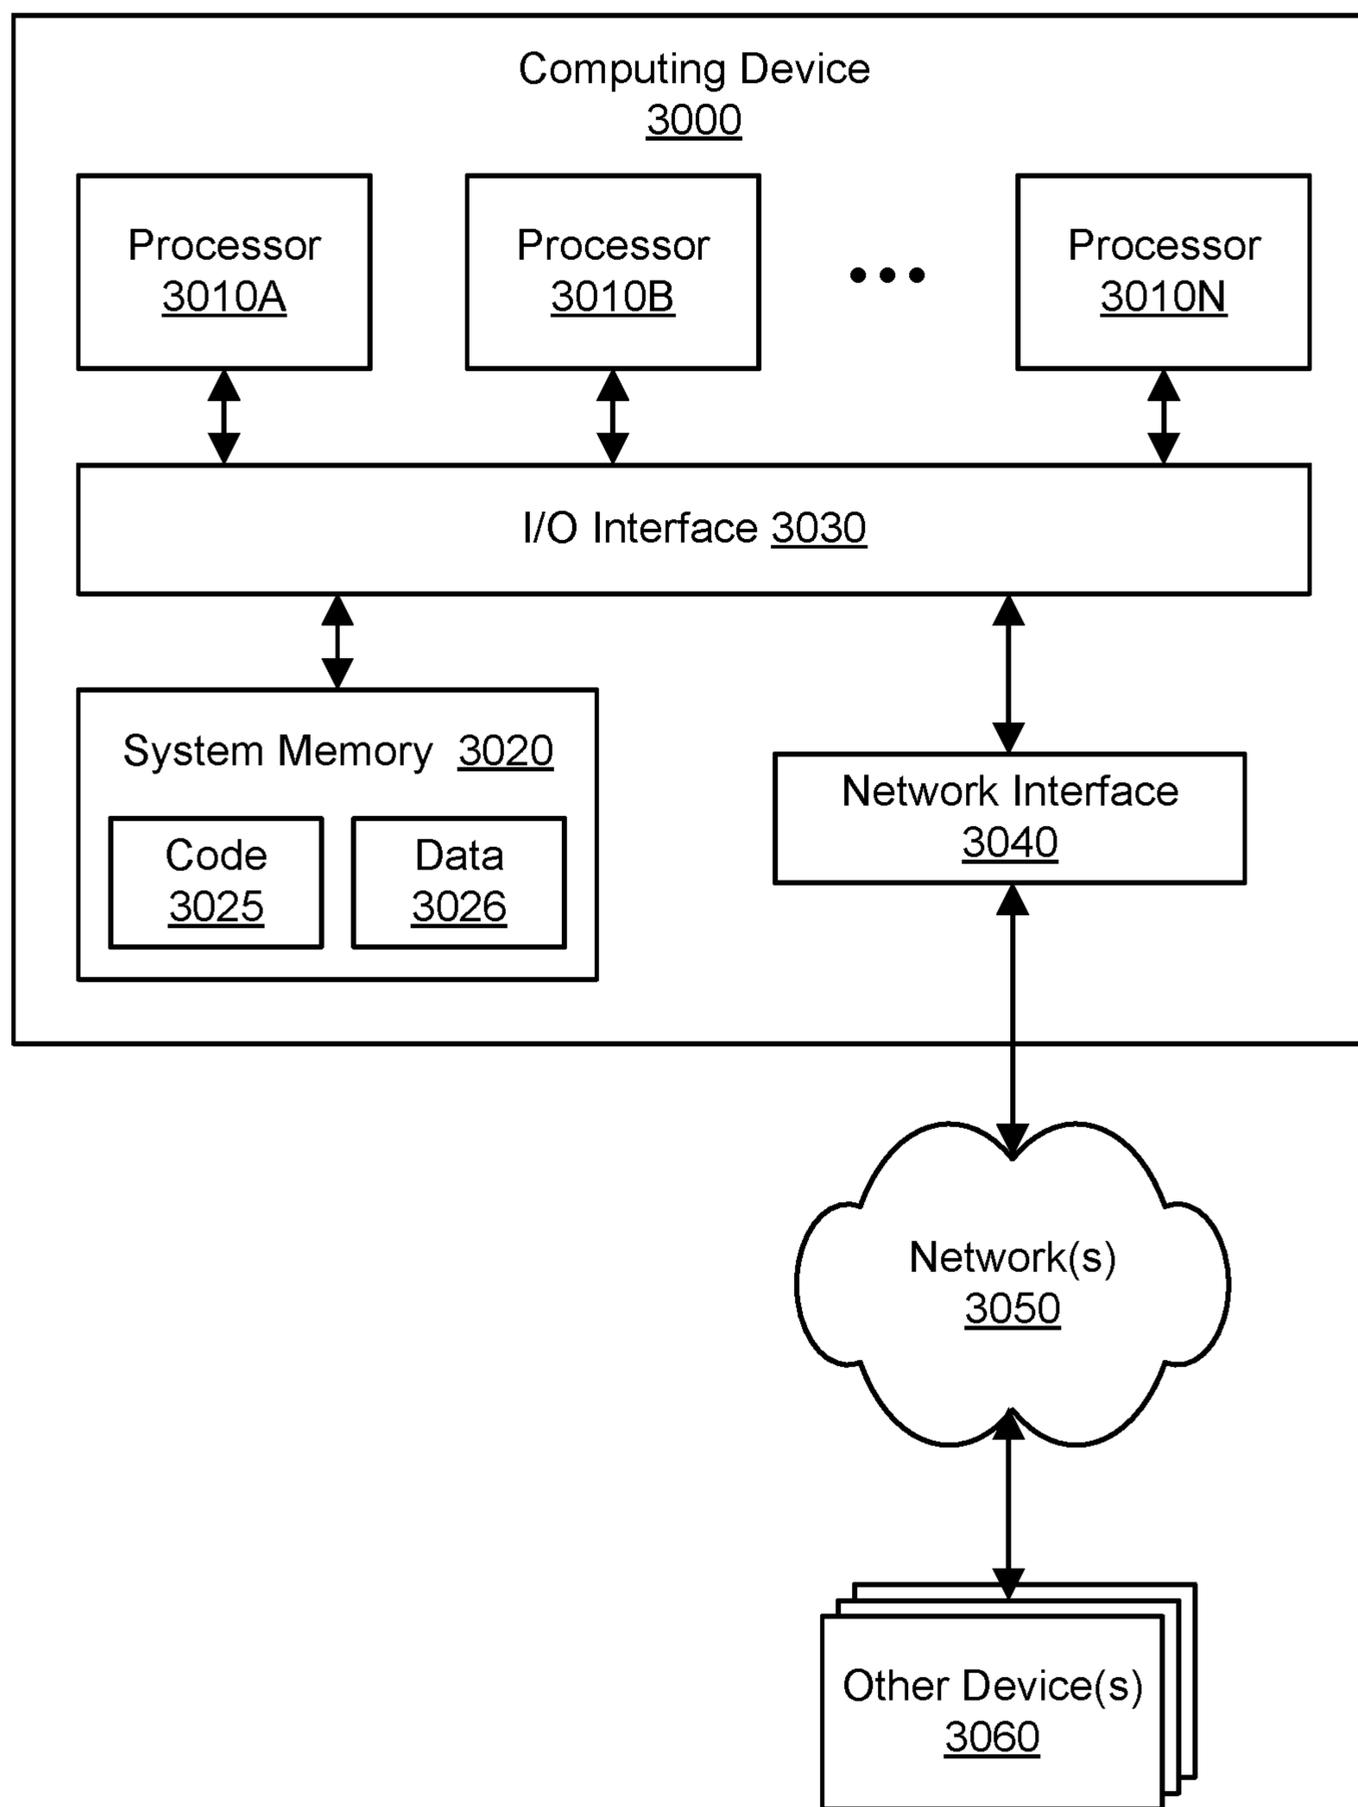 Computing Device
3000
Processor
3010A
Processor
3010B
Processor
3010N
I/O Interface 3030
System Memory 3020
Code
3025
Data
3026
Network Interface
3040
Network(s)
3050
Other Device(s)
3060